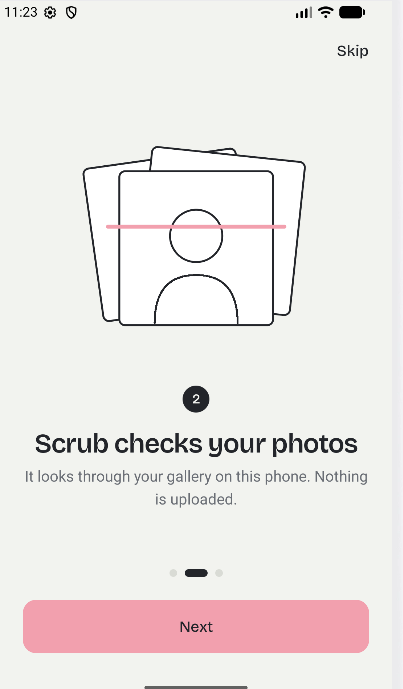 11:23
Skip
2
Scrub checks your photos
It looks through your gallery on this phone. Nothing
is uploaded.
Next